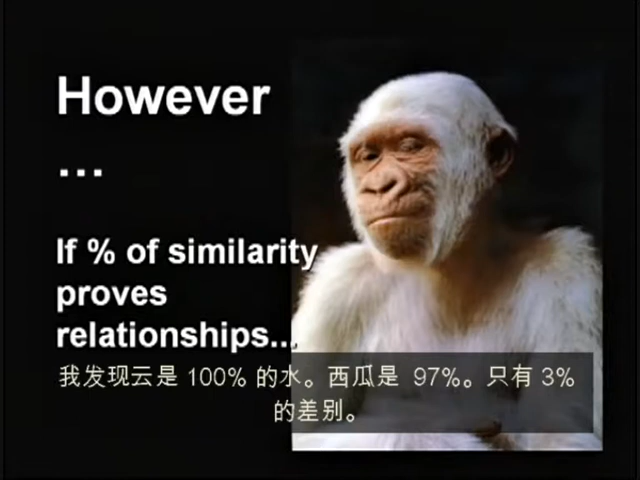 However
...
If % of similarity
proves
relationships...
我发现云是 100% 的水。西瓜是 97%。只有 3%
的差别。